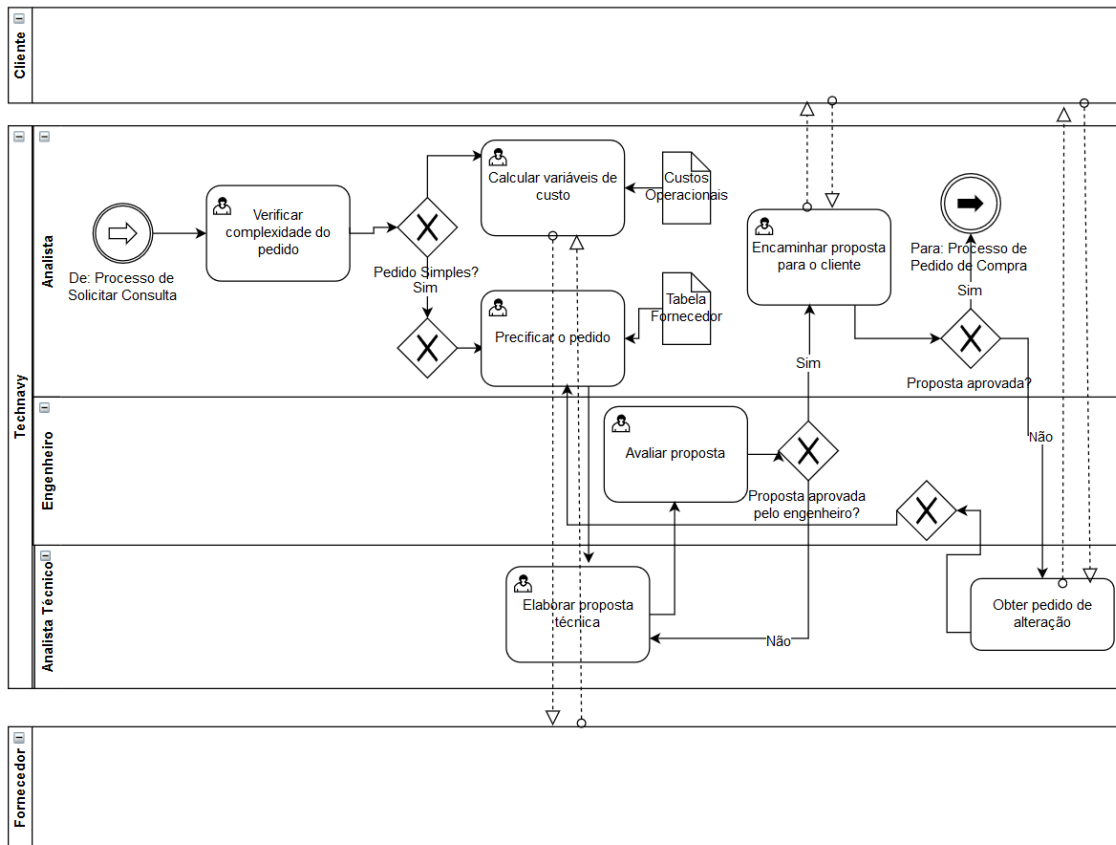 Cliente
Technavy
Analista
De: Processo de
Solicitar Consulta
Verificar
complexidade do
pedido
Pedido Simples?
Sim
Calcular variáveis de
custo
Custos
Operacionais
Precificar o pedido
Tabela
Fornecedor
Encaminhar proposta
para o cliente
Para: Processo de
Pedido de Compra
Sim
Proposta aprovada?
Sim
Não
Engenheiro
Avaliar proposta
Proposta aprovada
pelo engenheiro?
Analista Técnico
Elaborar proposta
técnica
Não
Obter pedido de
alteração
Fornecedor